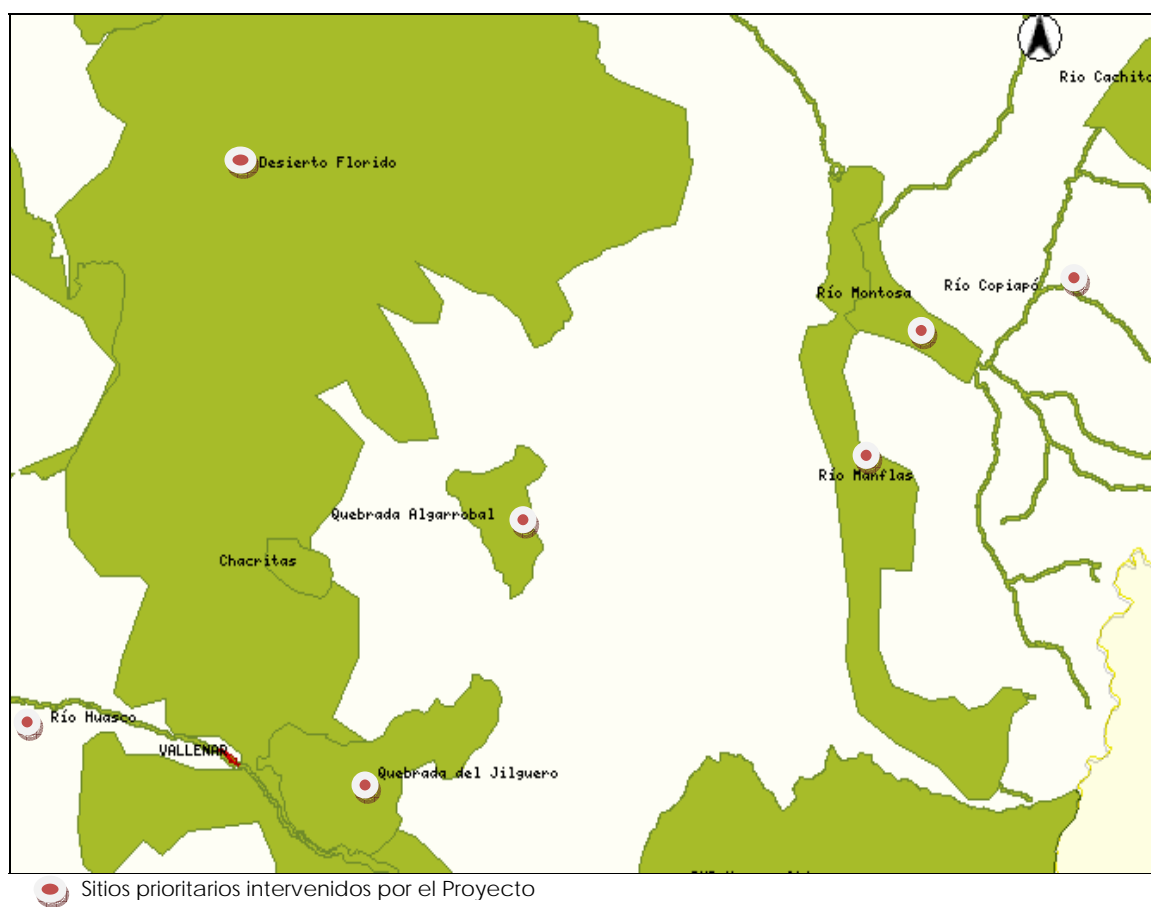 Rio Cachito
Desierto Florido
Río Copiapó
Río Montosa
Río Manflas
Quebrada Algarrobal
Chacritas
Río Huasco
VALLENAR
Quebrada del Jilguero
Sitios prioritarios intervenidos por el Proyecto